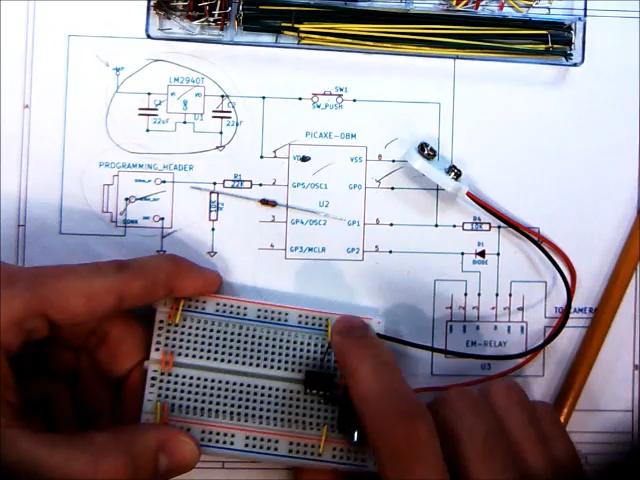 LM2940T
VI
VO
C1
22uF
U1
22uF
SW1
SW_PUSH
PICAXE-08M
PROGRAMMING_HEADER
R1
22K
VDD
VSS
8
2
GP5/OSC1
GP0
7
3
GP4/OSC2
GP1
6
4
GP3/MCLR
GP2
5
R4
10K
D1
DIODE
EM-RELAY
U3
TO CAMERA